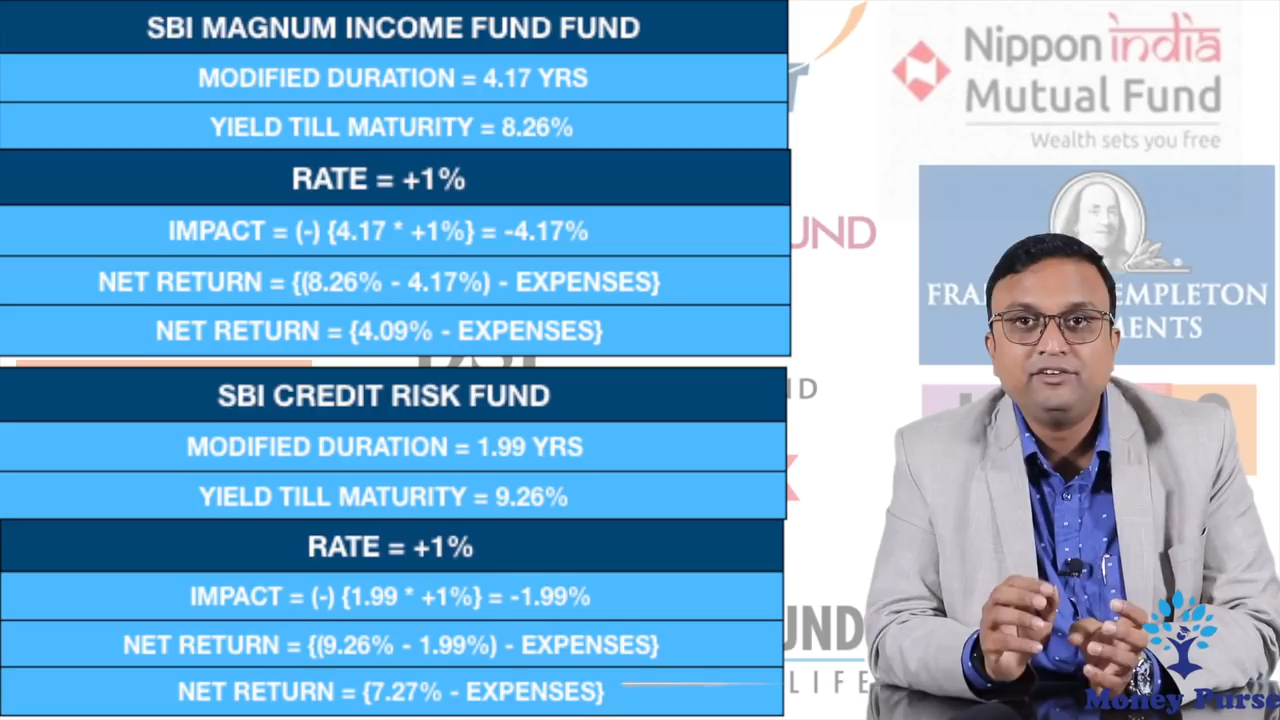 SBI MAGNUM INCOME FUND FUND
MODIFIED DURATION = 4.17 YRS
YIELD TILL MATURITY = 8.26%
RATE = +1%
IMPACT = (-) {4.17 * +1%} = -4.17%
NET RETURN = {(8.26% - 4.17%) - EXPENSES}
NET RETURN = {4.09% - EXPENSES}
SBI CREDIT RISK FUND
MODIFIED DURATION = 1.99 YRS
YIELD TILL MATURITY = 9.26%
RATE = +1%
IMPACT = (-) {1.99 * +1%} = -1.99%
NET RETURN = {(9.26% - 1.99%) - EXPENSES}
NET RETURN = {7.27% - EXPENSES}
Nippon india
Mutual Fund
Wealth sets you free
LIFE
Money Purse